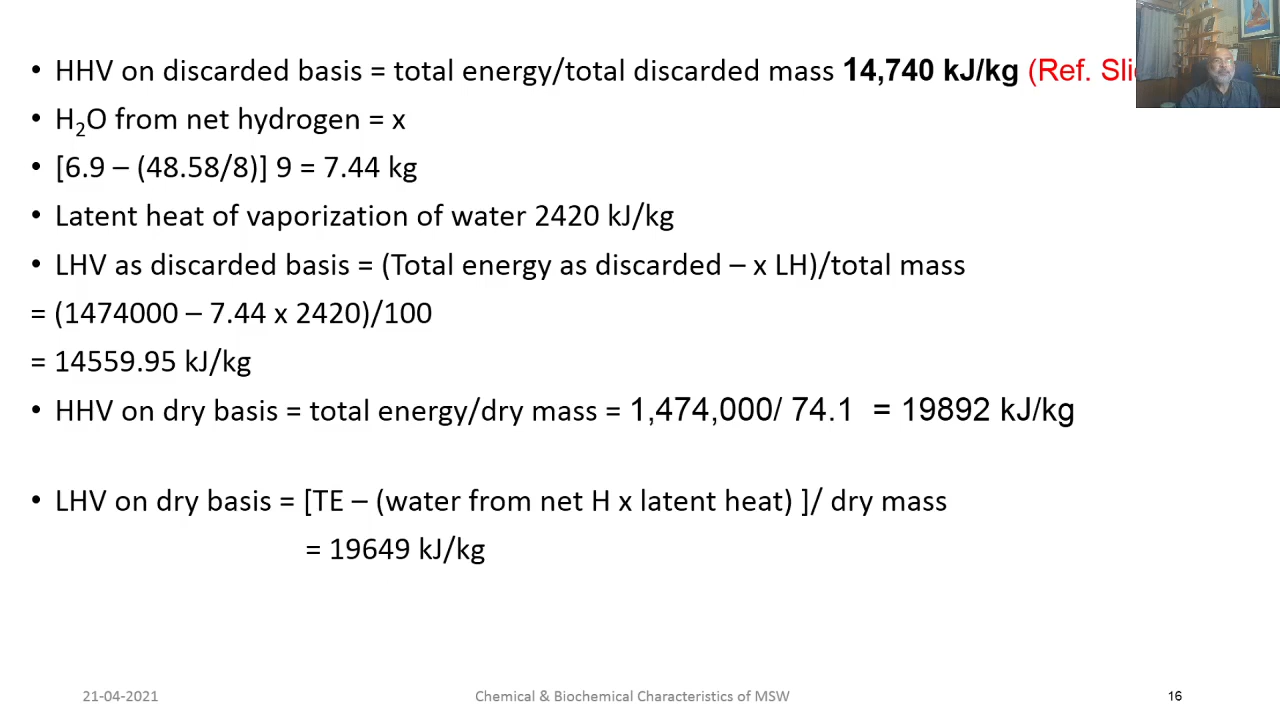 • HHV on discarded basis = total energy/total discarded mass 14,740 kJ/kg (Ref.
• H₂O from net hydrogen = x
• [6.9 – (48.58/8)] 9 = 7.44 kg
• Latent heat of vaporization of water 2420 kJ/kg
• LHV as discarded basis = (Total energy as discarded – x LH)/total mass
= (1474000 – 7.44 x 2420)/100
= 14559.95 kJ/kg
• HHV on dry basis = total energy/dry mass = 1,474,000/ 74.1 = 19892 kJ/kg
• LHV on dry basis = [TE – (water from net H x latent heat) ]/ dry mass
= 19649 kJ/kg
21-04-2021 Chemical & Biochemical Characteristics of MSW 16